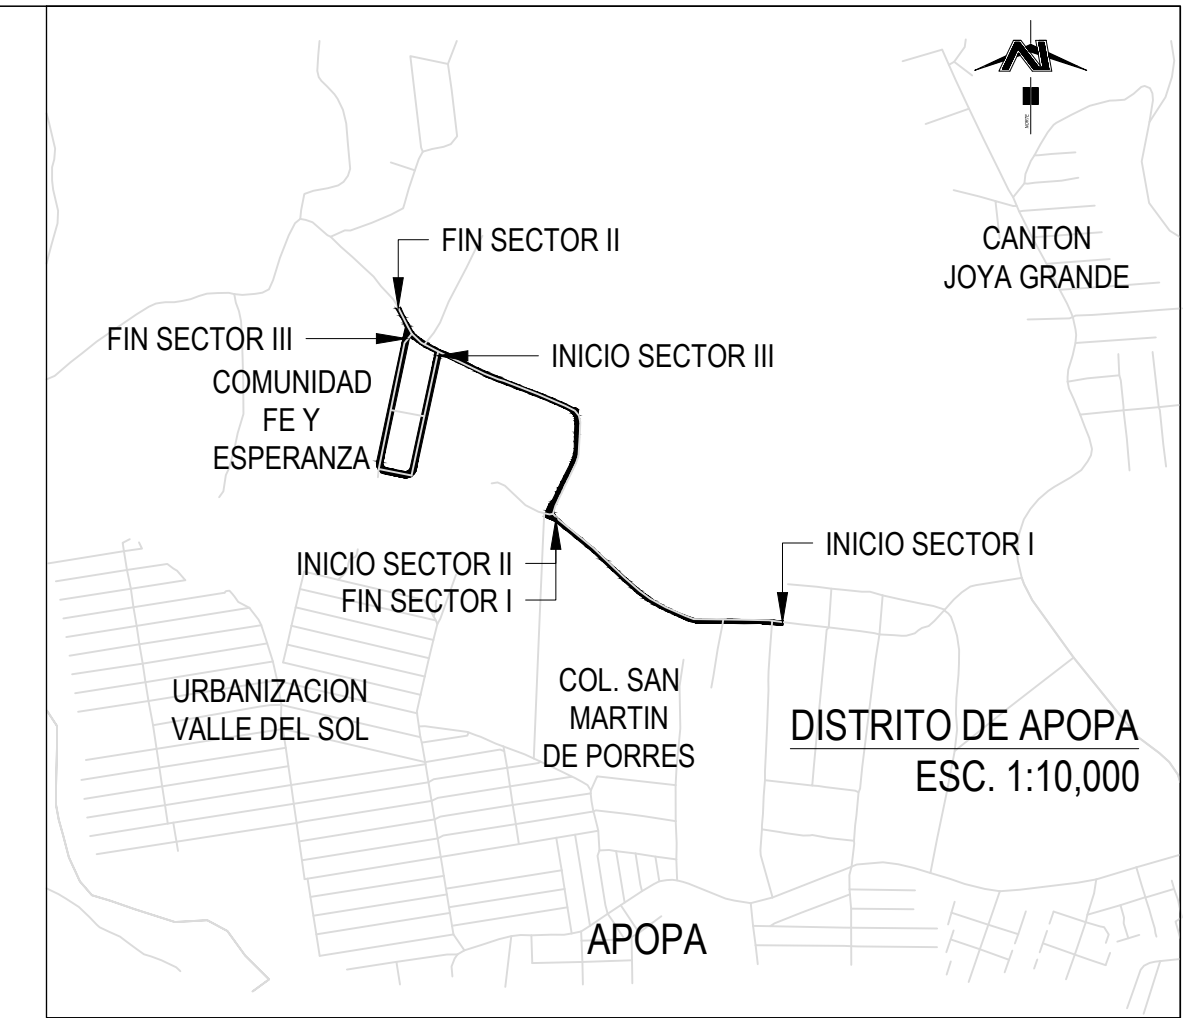 N
NORTE
FIN SECTOR II
CANTON
JOYA GRANDE
FIN SECTOR III
INICIO SECTOR III
COMUNIDAD
FE Y
ESPERANZA
INICIO SECTOR I
INICIO SECTOR II
FIN SECTOR I
URBANIZACION
VALLE DEL SOL
COL. SAN
MARTIN
DE PORRES
DISTRITO DE APOPA
ESC. 1:10,000
APOPA